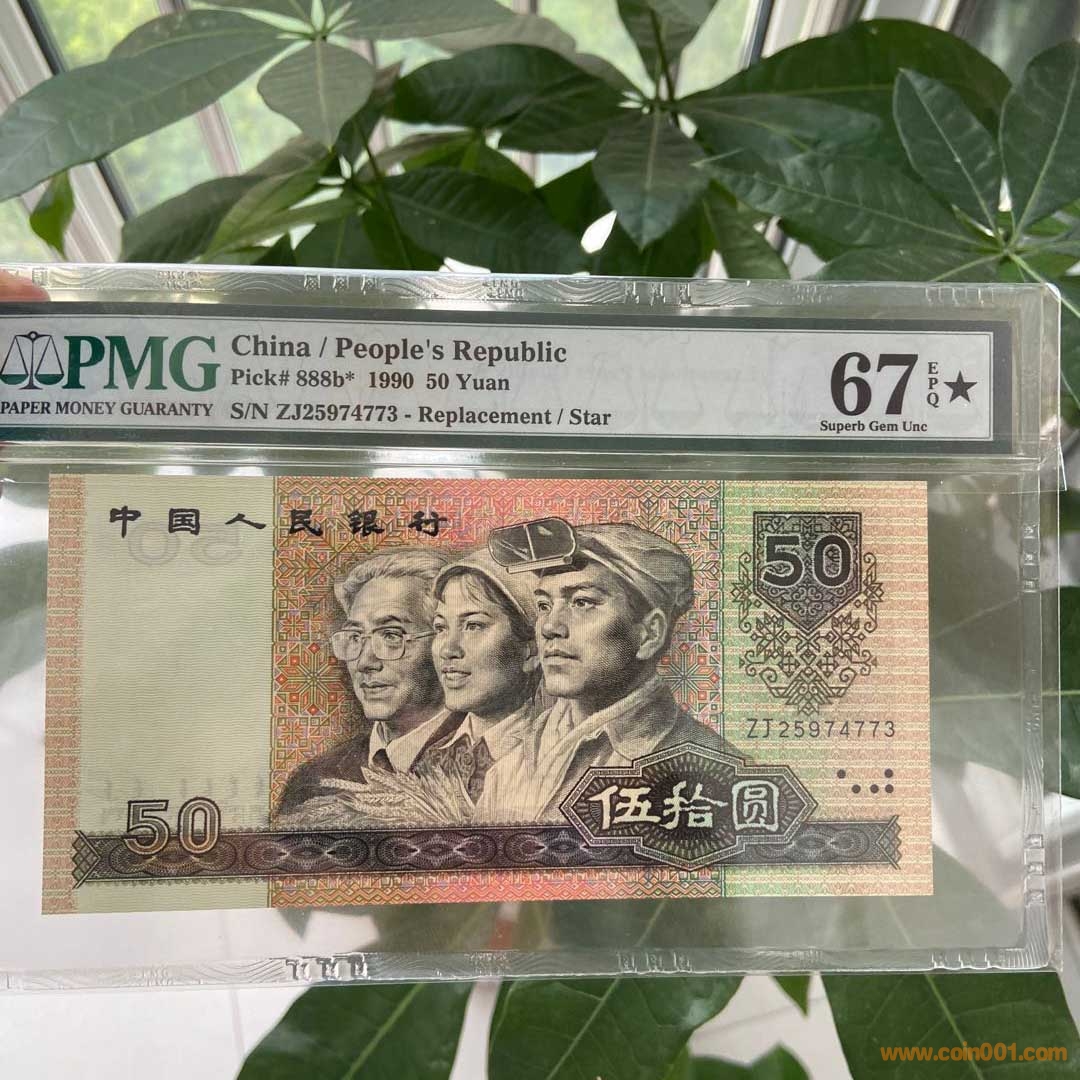 PMG
PAPER MONEY GUARANTY
China / People's Republic
Pick# 888b* 1990 50 Yuan
S/N ZJ25974773 - Replacement / Star
67 EPQ★
Superb Gem Unc
中国人民银行
50
ZJ25974773
伍拾圆
50
www.coin001.com